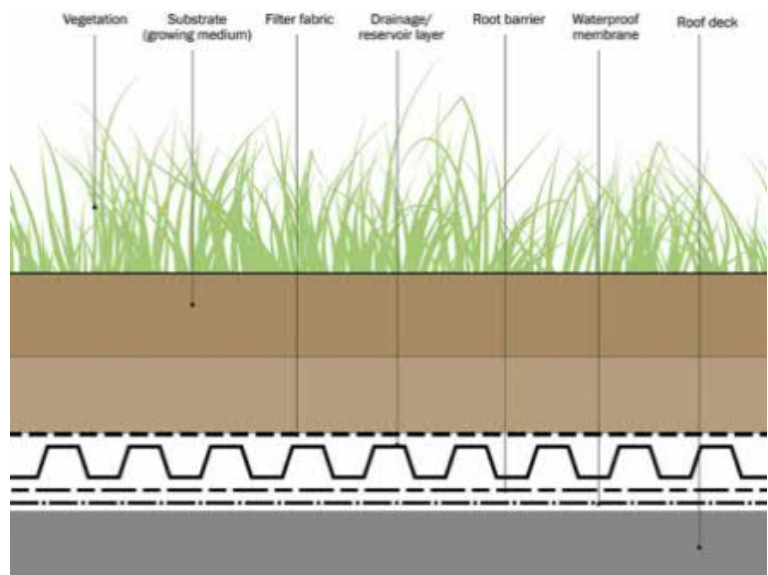 Vegetation
Substrate
(growing medium)
Filter fabric
Drainage/
reservoir layer
Root barrier
Waterproof
membrane
Roof deck